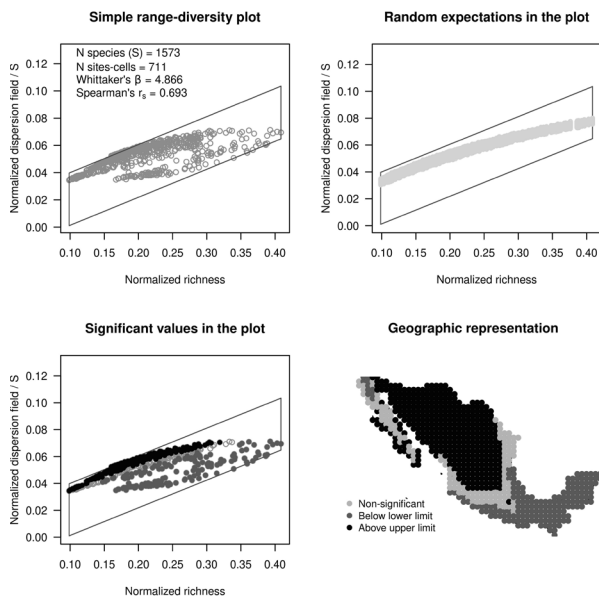 Simple range-diversity plot
N species (S) = 1573
N sites-cells = 711
Whittaker's β = 4.866
Spearman's rs = 0.693
Normalized dispersion field / S
0.12
0.10
0.08
0.06
0.04
0.02
0.00
0.10 0.15 0.20 0.25 0.30 0.35 0.40
Normalized richness
Random expectations in the plot
Normalized dispersion field / S
0.12
0.10
0.08
0.06
0.04
0.02
0.00
0.10 0.15 0.20 0.25 0.30 0.35 0.40
Normalized richness
Significant values in the plot
Normalized dispersion field / S
0.12
0.10
0.08
0.06
0.04
0.02
0.00
0.10 0.15 0.20 0.25 0.30 0.35 0.40
Normalized richness
Geographic representation
Non-significant
Below lower limit
Above upper limit